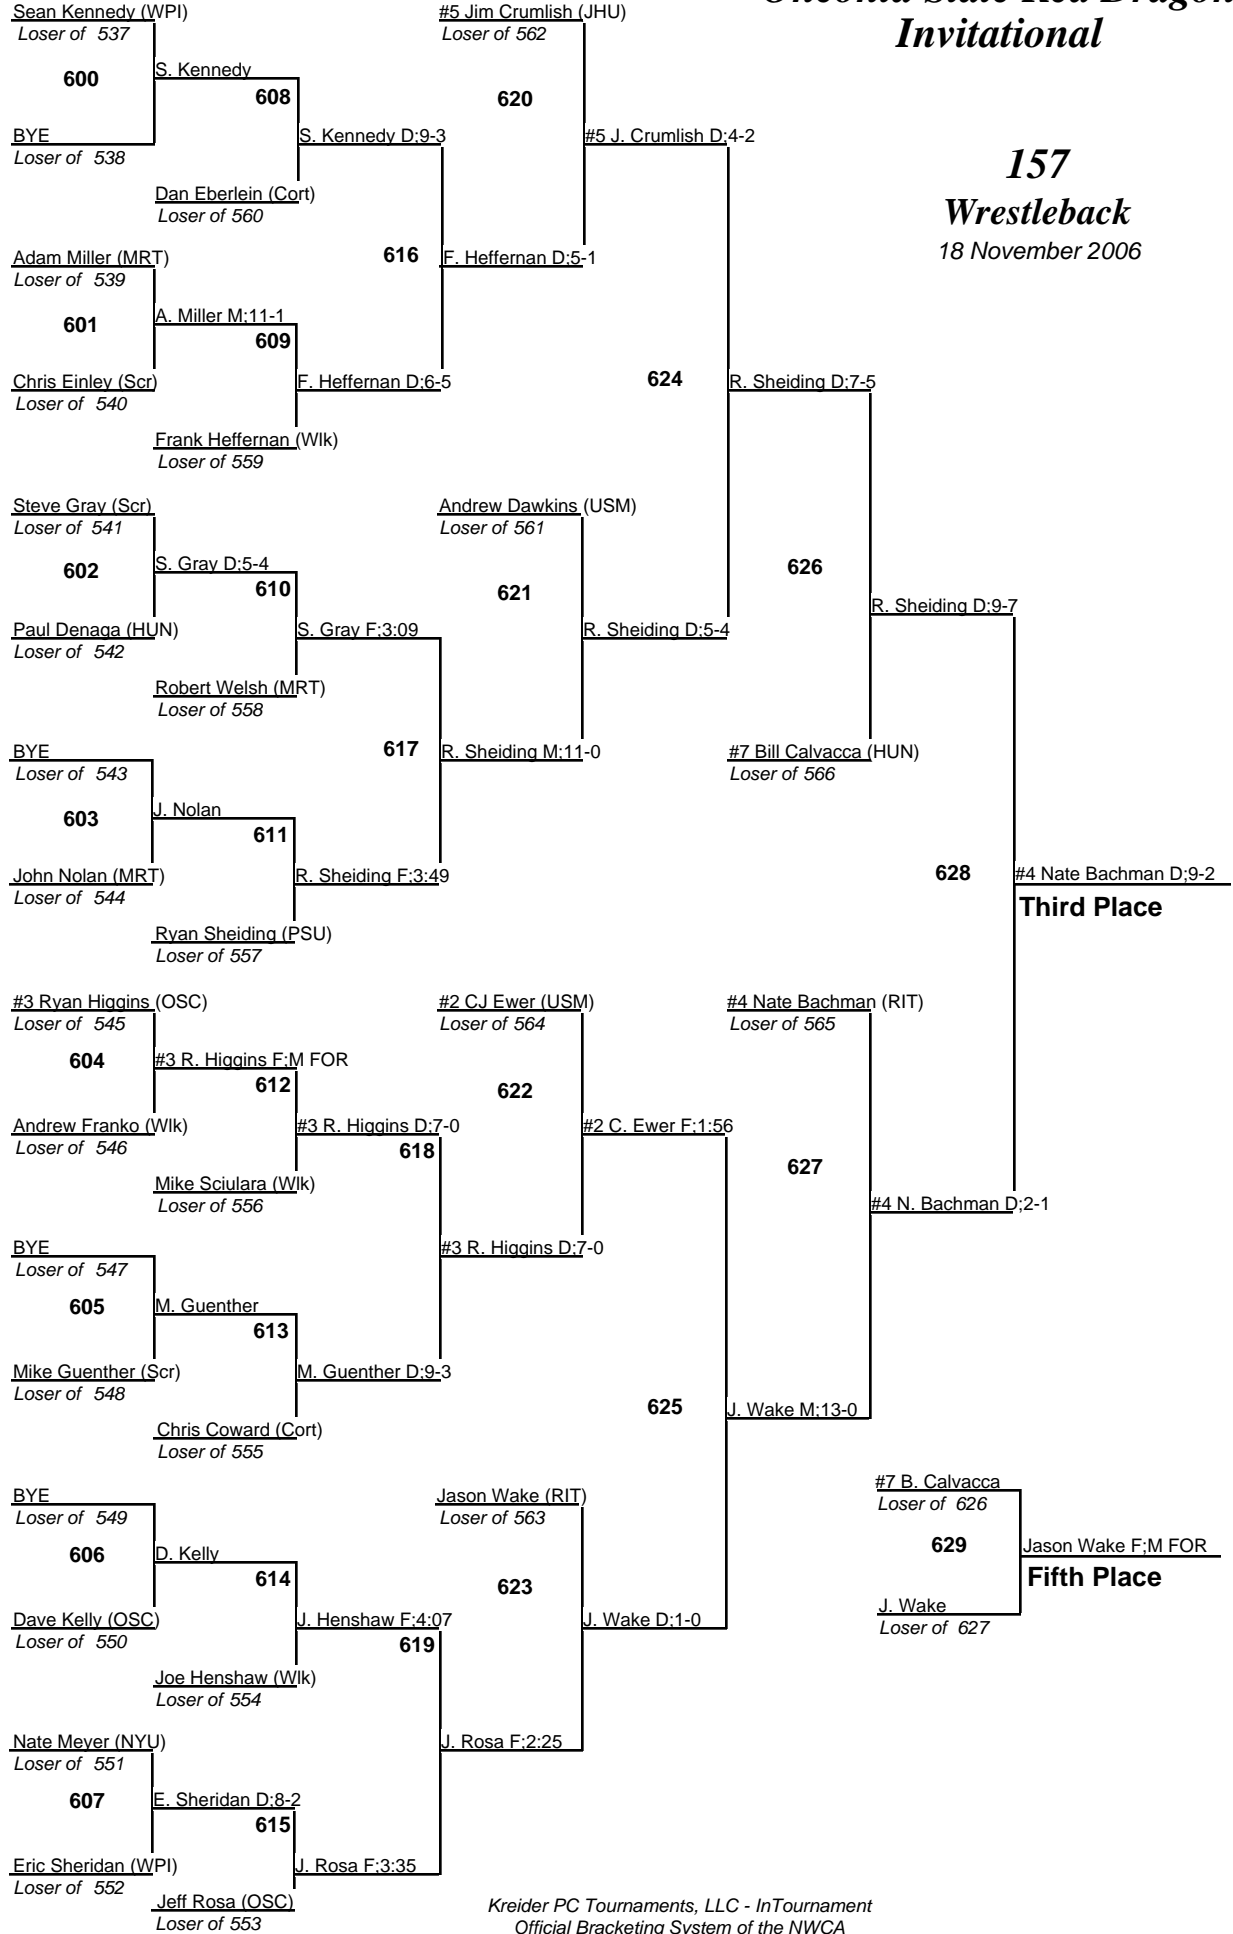 Invitational
157
Wrestleback
18 November 2006
Sean Kennedy (WPI)
Loser of 537
600
BYE
Loser of 538
S. Kennedy
608
Dan Eberlein (Cort)
Loser of 560
S. Kennedy D;9-3
Adam Miller (MRT)
Loser of 539
601
Chris Einley (Scr)
Loser of 540
A. Miller M;11-1
609
Frank Heffernan (Wlk)
Loser of 559
F. Heffernan D;6-5
616
F. Heffernan D;5-1
#5 Jim Crumlish (JHU)
Loser of 562
620
#5 J. Crumlish D;4-2
Steve Gray (Scr)
Loser of 541
602
Paul Denaga (HUN)
Loser of 542
S. Gray D;5-4
610
Robert Welsh (MRT)
Loser of 558
S. Gray F;3:09
BYE
Loser of 543
603
John Nolan (MRT)
Loser of 544
J. Nolan
611
Ryan Sheiding (PSU)
Loser of 557
R. Sheiding F;3:49
617
R. Sheiding M;11-0
Andrew Dawkins (USM)
Loser of 561
621
R. Sheiding D;5-4
624
R. Sheiding D;7-5
626
#7 Bill Calvacca (HUN)
Loser of 566
R. Sheiding D;9-7
#3 Ryan Higgins (OSC)
Loser of 545
604
Andrew Franko (Wlk)
Loser of 546
#3 R. Higgins F;M FOR
612
Mike Sciulara (Wlk)
Loser of 556
#3 R. Higgins D;7-0
618
BYE
Loser of 547
605
Mike Guenther (Scr)
Loser of 548
M. Guenther
613
Chris Coward (Cort)
Loser of 555
M. Guenther D;9-3
#3 R. Higgins D;7-0
#2 CJ Ewer (USM)
Loser of 564
622
#2 C. Ewer F;1:56
BYE
Loser of 549
606
Dave Kelly (OSC)
Loser of 550
D. Kelly
614
Joe Henshaw (Wlk)
Loser of 554
J. Henshaw F;4:07
619
Nate Meyer (NYU)
Loser of 551
607
Eric Sheridan (WPI)
Loser of 552
E. Sheridan D;8-2
615
Jeff Rosa (OSC)
Loser of 553
J. Rosa F;3:35
J. Rosa F;2:25
Jason Wake (RIT)
Loser of 563
623
J. Wake D;1-0
625
J. Wake M;13-0
#4 Nate Bachman (RIT)
Loser of 565
627
#4 N. Bachman D;2-1
628
#4 Nate Bachman D;9-2
Third Place
#7 B. Calvacca
Loser of 626
629
J. Wake
Loser of 627
Jason Wake F;M FOR
Fifth Place
Kreider PC Tournaments, LLC - InTournament
Official Bracketing System of the NWCA